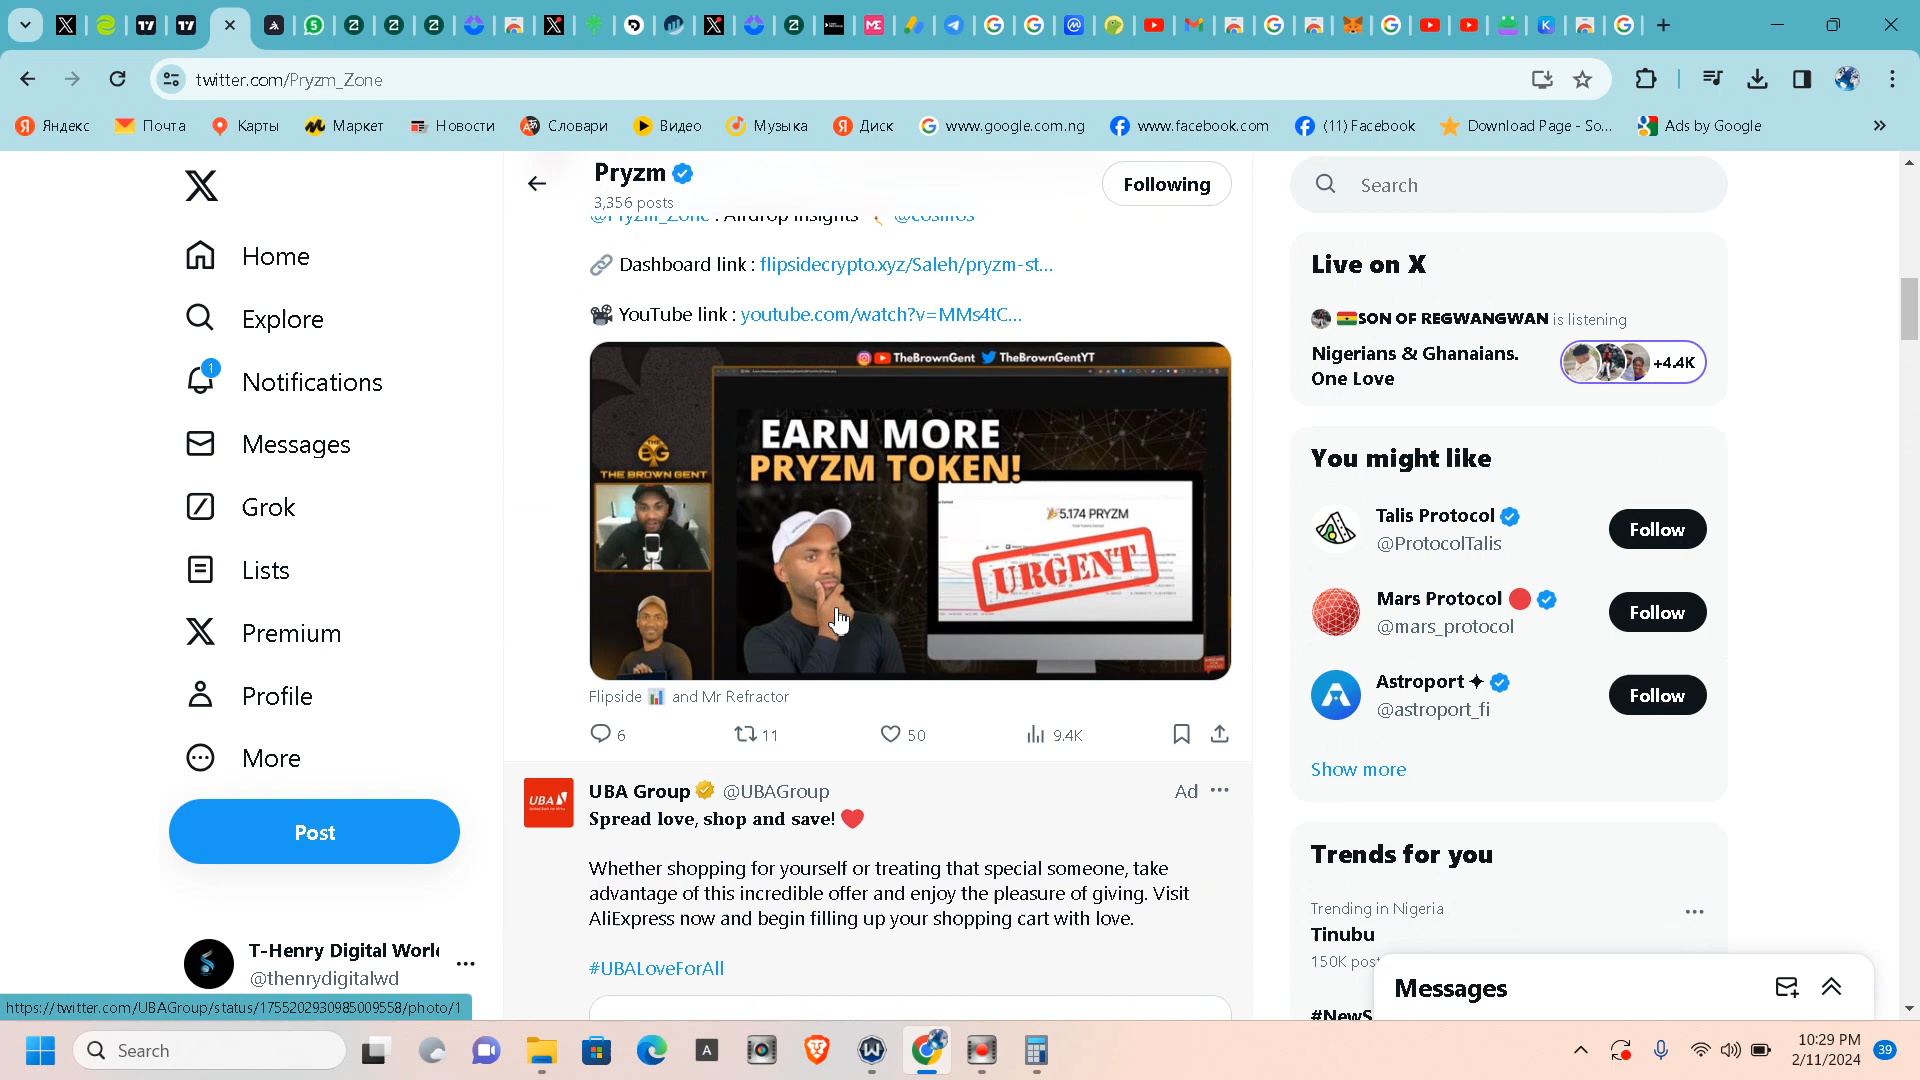 twitter.com/Pryzm_Zone
Яндекс
Почта
Карты
Маркет
Новости
Словари
Видео
Музыка
Диск
www.google.com.ng
www.facebook.com
(11) Facebook
Download Page - So...
Ads by Google
Home
Explore
1
Notifications
Messages
Grok
Lists
Premium
Profile
More
Post
T-Henry Digital Worl
@thenrydigitalwd
Pryzm
3,356 posts
Following
@Pryzm_Zone : Airdrop Insights @cosmos
Dashboard link : flipsidecrypto.xyz/Saleh/pryzm-st...
YouTube link : youtube.com/watch?v=MMs4tC...
TheBrownGent TheBrownGentYT
THE BROWN GENT
EARN MORE
PRYZM TOKEN!
5.174 PRYZM
URGENT
Flipside and Mr Refractor
6 11 50 9.4K
UBA
UBA Group @UBAGroup Ad
Spread love, shop and save!
Whether shopping for yourself or treating that special someone, take
advantage of this incredible offer and enjoy the pleasure of giving. Visit
AliExpress now and begin filling up your shopping cart with love.
#UBALoveForAll
Search
Live on X
SON OF REGWANGWAN is listening
Nigerians & Ghanaians.
One Love
+4.4K
You might like
Talis Protocol
@ProtocolTalis
Follow
Mars Protocol
@mars_protocol
Follow
Astroport
@astroport_fi
Follow
Show more
Trends for you
Trending in Nigeria
Tinubu
150K post
#NewS
Messages
https://twitter.com/UBAGroup/status/1755202930985009558/photo/1
Search
10:29 PM
2/11/2024
39